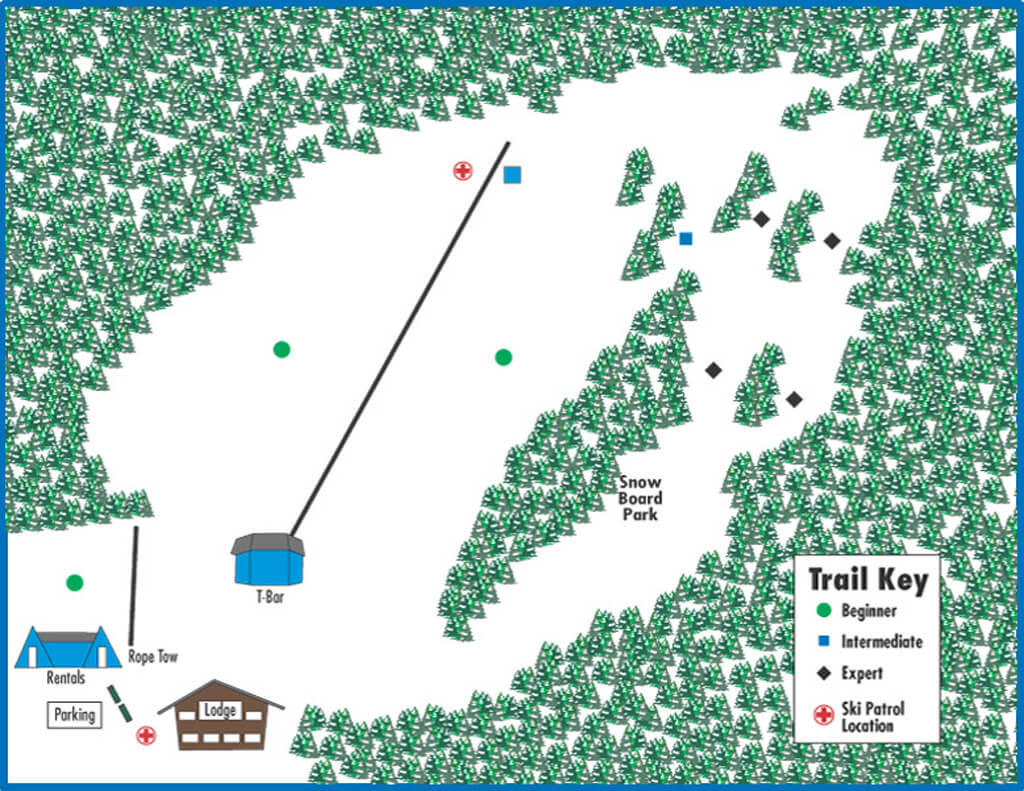 Snow
Board
Park
T-Bar
Rope Tow
Rentals
Parking
Lodge
Trail Key
Beginner
Intermediate
Expert
Ski Patrol
Location